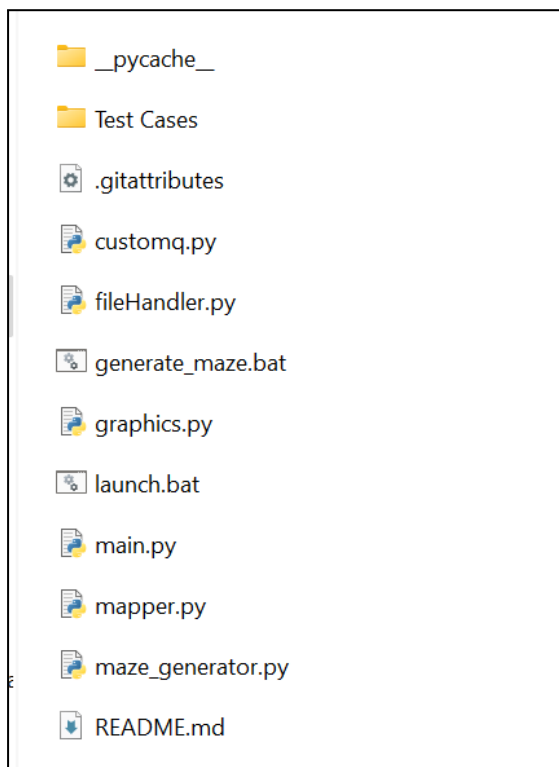 __pycache__
Test Cases
.gitattributes
customq.py
fileHandler.py
generate_maze.bat
graphics.py
launch.bat
main.py
mapper.py
maze_generator.py
README.md